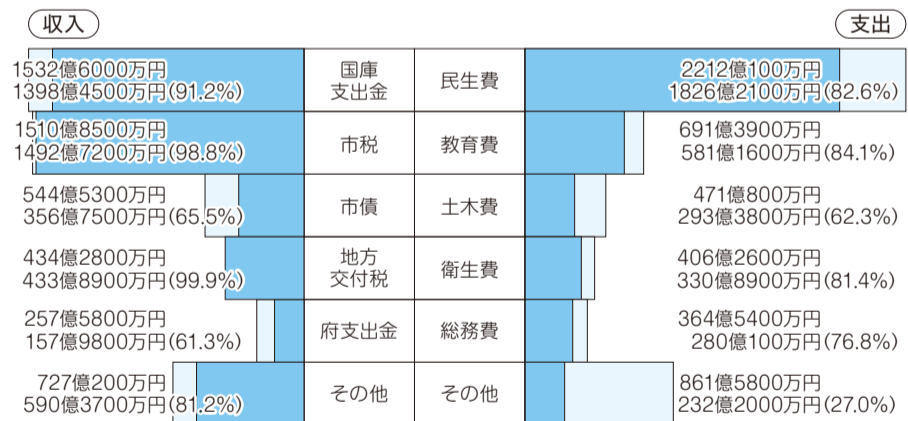 収入
支出
1532億6000万円
1398億4500万円(91.2%)
国庫
支出金
民生費
2212億100万円
1826億2100万円(82.6%)
1510億8500万円
1492億7200万円(98.8%)
市税
教育費
691億3900万円
581億1600万円(84.1%)
544億5300万円
356億7500万円(65.5%)
市債
土木費
471億800万円
293億3800万円(62.3%)
434億2800万円
433億8900万円(99.9%)
地方
交付税
衛生費
406億2600万円
330億8900万円(81.4%)
257億5800万円
157億9800万円(61.3%)
府支出金
総務費
364億5400万円
280億100万円(76.8%)
727億200万円
590億3700万円(81.2%)
その他
その他
861億5800万円
232億2000万円(27.0%)